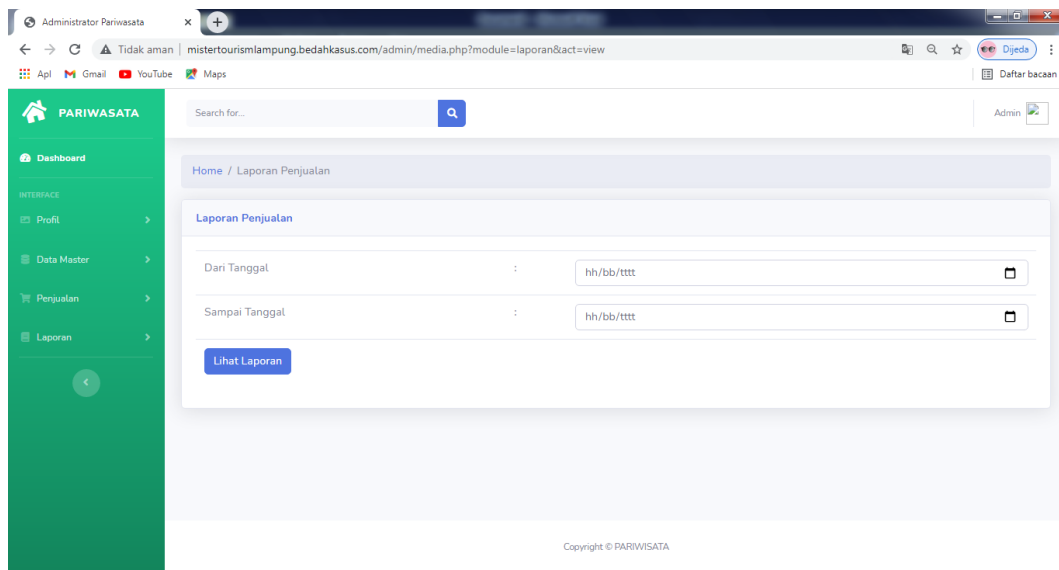 Administrator Pariwasata
Tidak aman | mistertourismlampung.bedahkasus.com/admin/media.php?module=laporan&act=view
Dijeda
Apl Gmail YouTube Maps
Daftar bacaan
PARIWASATA
Search for...
Admin
Dashboard
Home / Laporan Penjualan
INTERFACE
Profil
Laporan Penjualan
Data Master
Dari Tanggal : hh/bb/tttt
Penjualan
Sampai Tanggal : hh/bb/tttt
Laporan
Lihat Laporan
Copyright © PARIWISATA